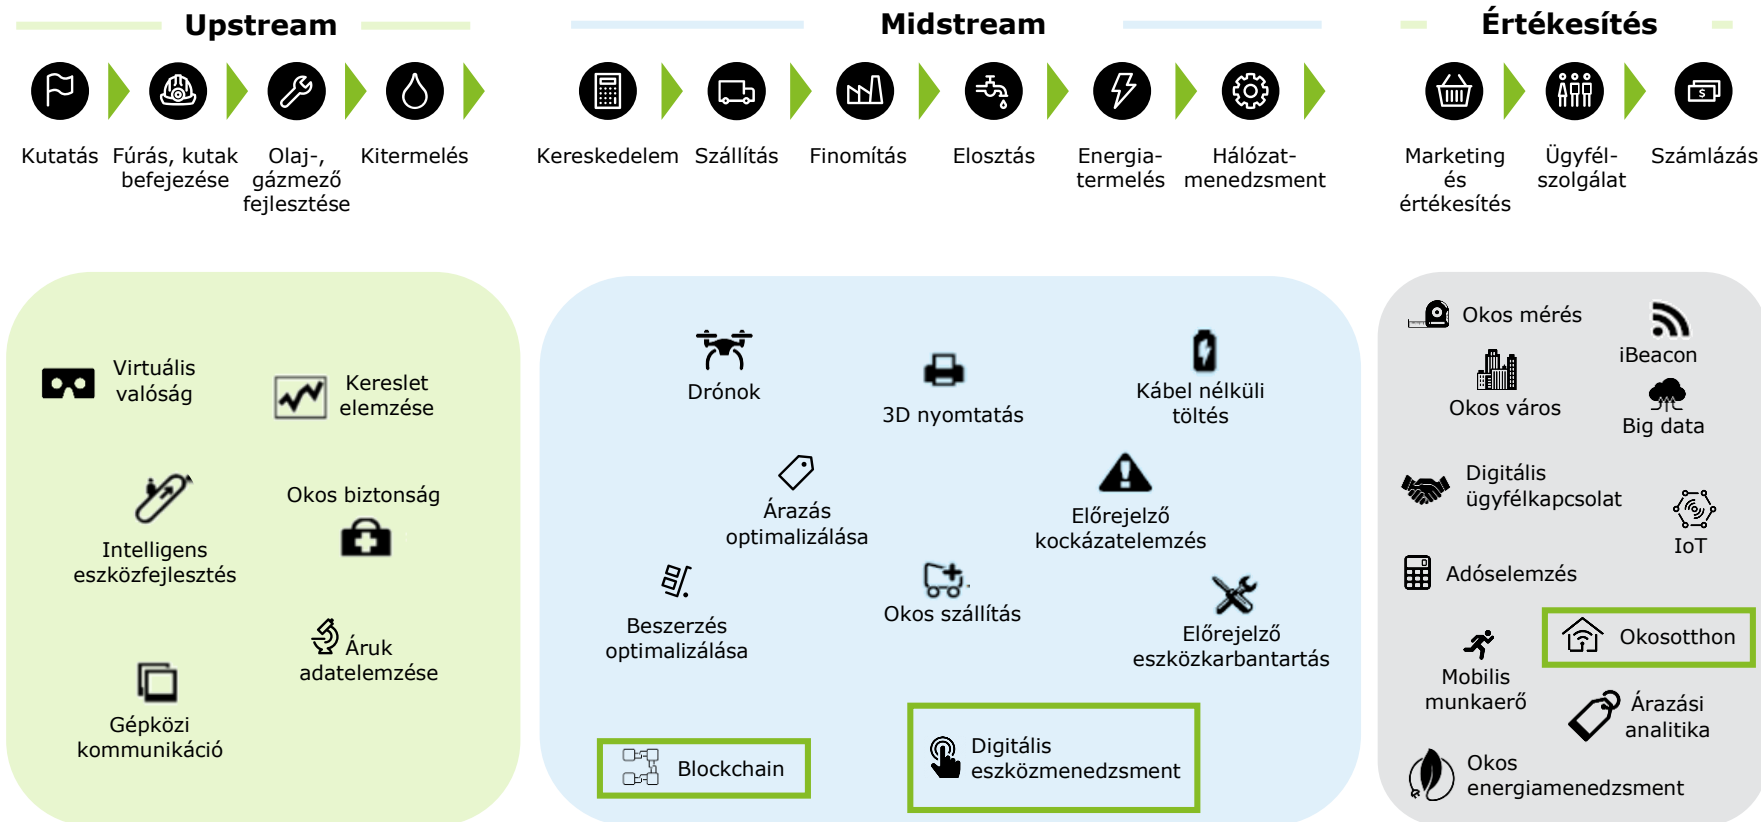 Upstream
Midstream
Értékesítés
Kutatás
Fúrás, kutak
befejezése
Olaj-,
gázmező
fejlesztése
Kitermelés
Kereskedelem
Szállítás
Finomítás
Elosztás
Energia-
termelés
Hálózat-
menedzsment
Marketing
és
értékesítés
Ügyfél-
szolgálat
$
Számlázás
Virtuális
valóság
Kereslet
elemzése
Okos biztonság
Intelligens
eszközfejlesztés
Áruk
adatelemzése
Gépközi
kommunikáció
Drónok
3D nyomtatás
Kábel nélküli
töltés
Árazás
optimalizálása
Előrejelző
kockázatelemzés
Beszerzés
optimalizálása
Okos szállítás
Előrejelző
eszközkarbantartás
Blockchain
Digitális
eszközmenedzsment
Okos mérés
iBeacon
Okos város
Big data
Digitális
ügyfélkapcsolat
IoT
Adóselemzés
Okosotthon
Mobilis
munkaerő
Árazási
analitika
Okos
energiamenedzsment